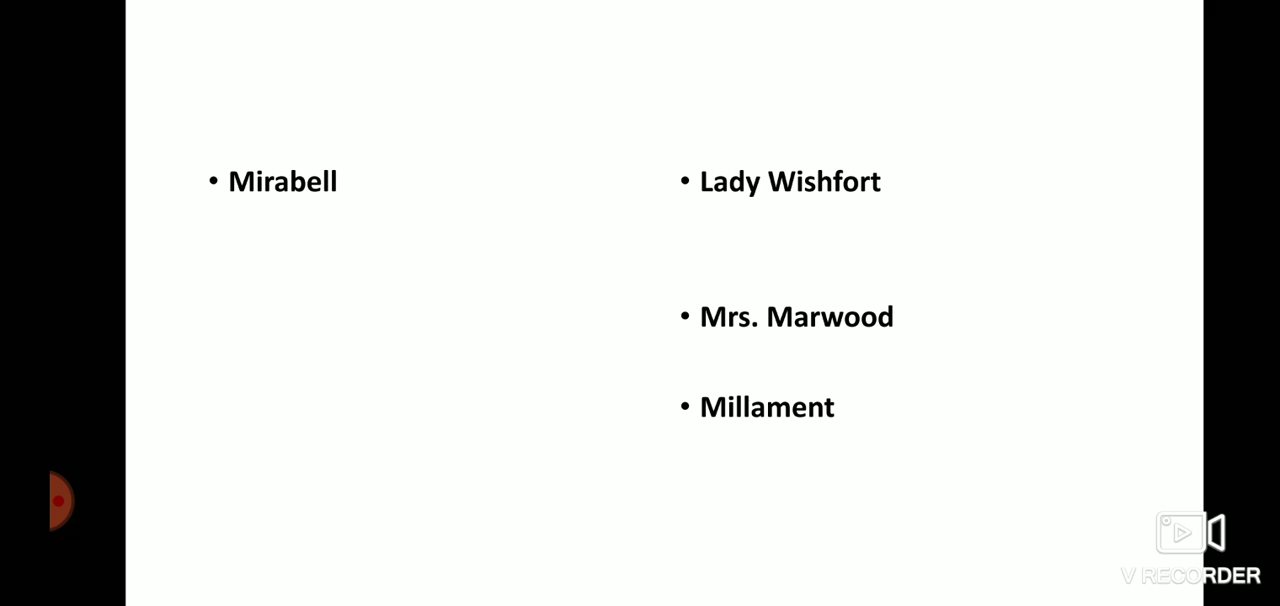 • Mirabell
• Lady Wishfort
• Mrs. Marwood
• Millament
V RECORDER